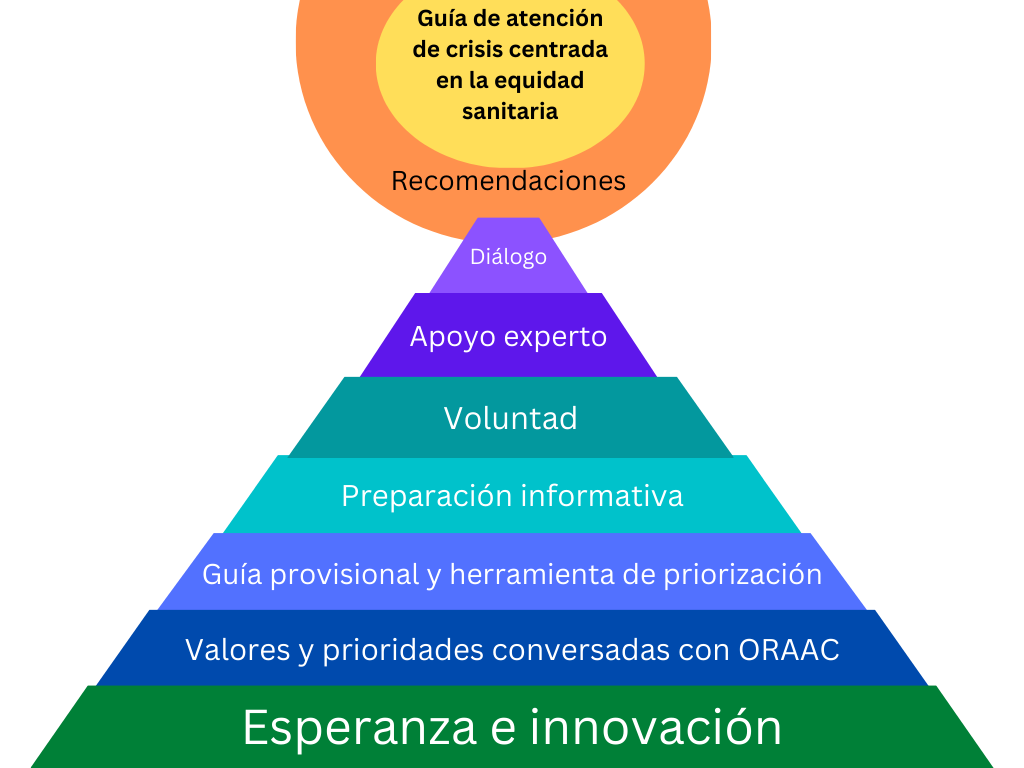 Guía de atención
de crisis centrada
en la equidad
sanitaria
Recomendaciones
Diálogo
Apoyo experto
Voluntad
Preparación informativa
Guía provisional y herramienta de priorización
Valores y prioridades conversadas con ORAAC
Esperanza e innovación